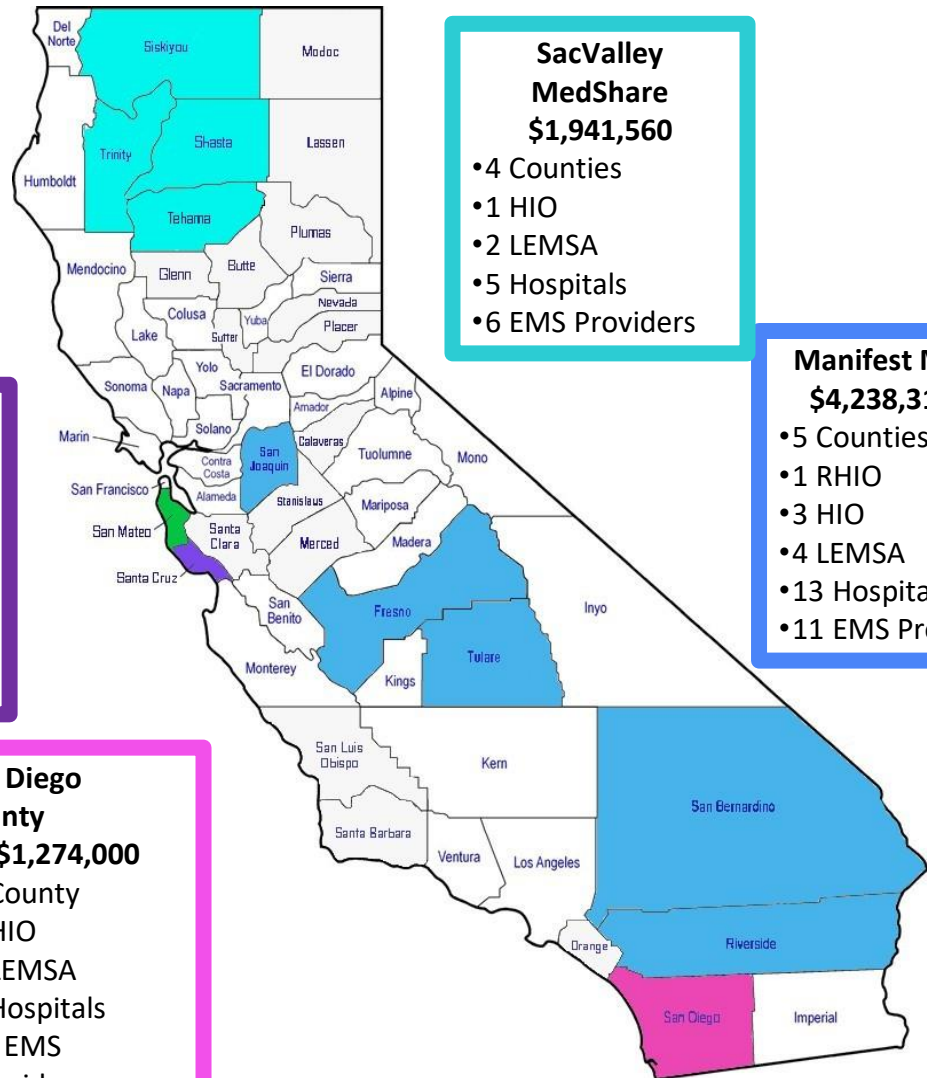 Del
Norte
Siskiyou
Modoc
Humboldt
Trinity
Shasta
Lassen
Tehama
Plumas
Mendocino
Glenn
Butte
Sierra
Nevada
Placer
Colusa
Sutter
Yuba
Lake
Yolo
El Dorado
Sonoma
Napa
Sacramento
Alpine
Amador
Solano
Marin
Calaveras
San
Joaquin
Tuolumne
Mono
Contra
Costa
San Francisco
Alameda
Stanislaus
Mariposa
San Mateo
Santa
Clara
Merced
Madera
Santa Cruz
San
Benito
Fresno
Inyo
Monterey
Kings
Tulare
San Luis
Obispo
Kern
San Bernardino
Santa Barbara
Ventura
Los Angeles
Orange
Riverside
San Diego
Imperial
SacValley
MedShare
$1,941,560
•4 Counties
•1 HIO
•2 LEMSA
•5 Hospitals
•6 EMS Providers
Manifest M
$4,238,31
•5 Counties
•1 RHIO
•3 HIO
•4 LEMSA
•13 Hospita
•11 EMS Pr
Diego
nty
$1,274,000
County
HIO
LEMSA
Hospitals
EMS